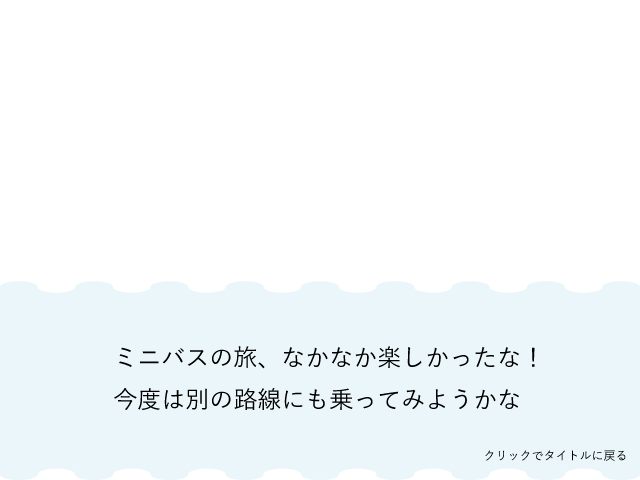 ミニバスの旅、なかなか楽しかったな！
今度は別の路線にも乗ってみようかな
クリックでタイトルに戻る